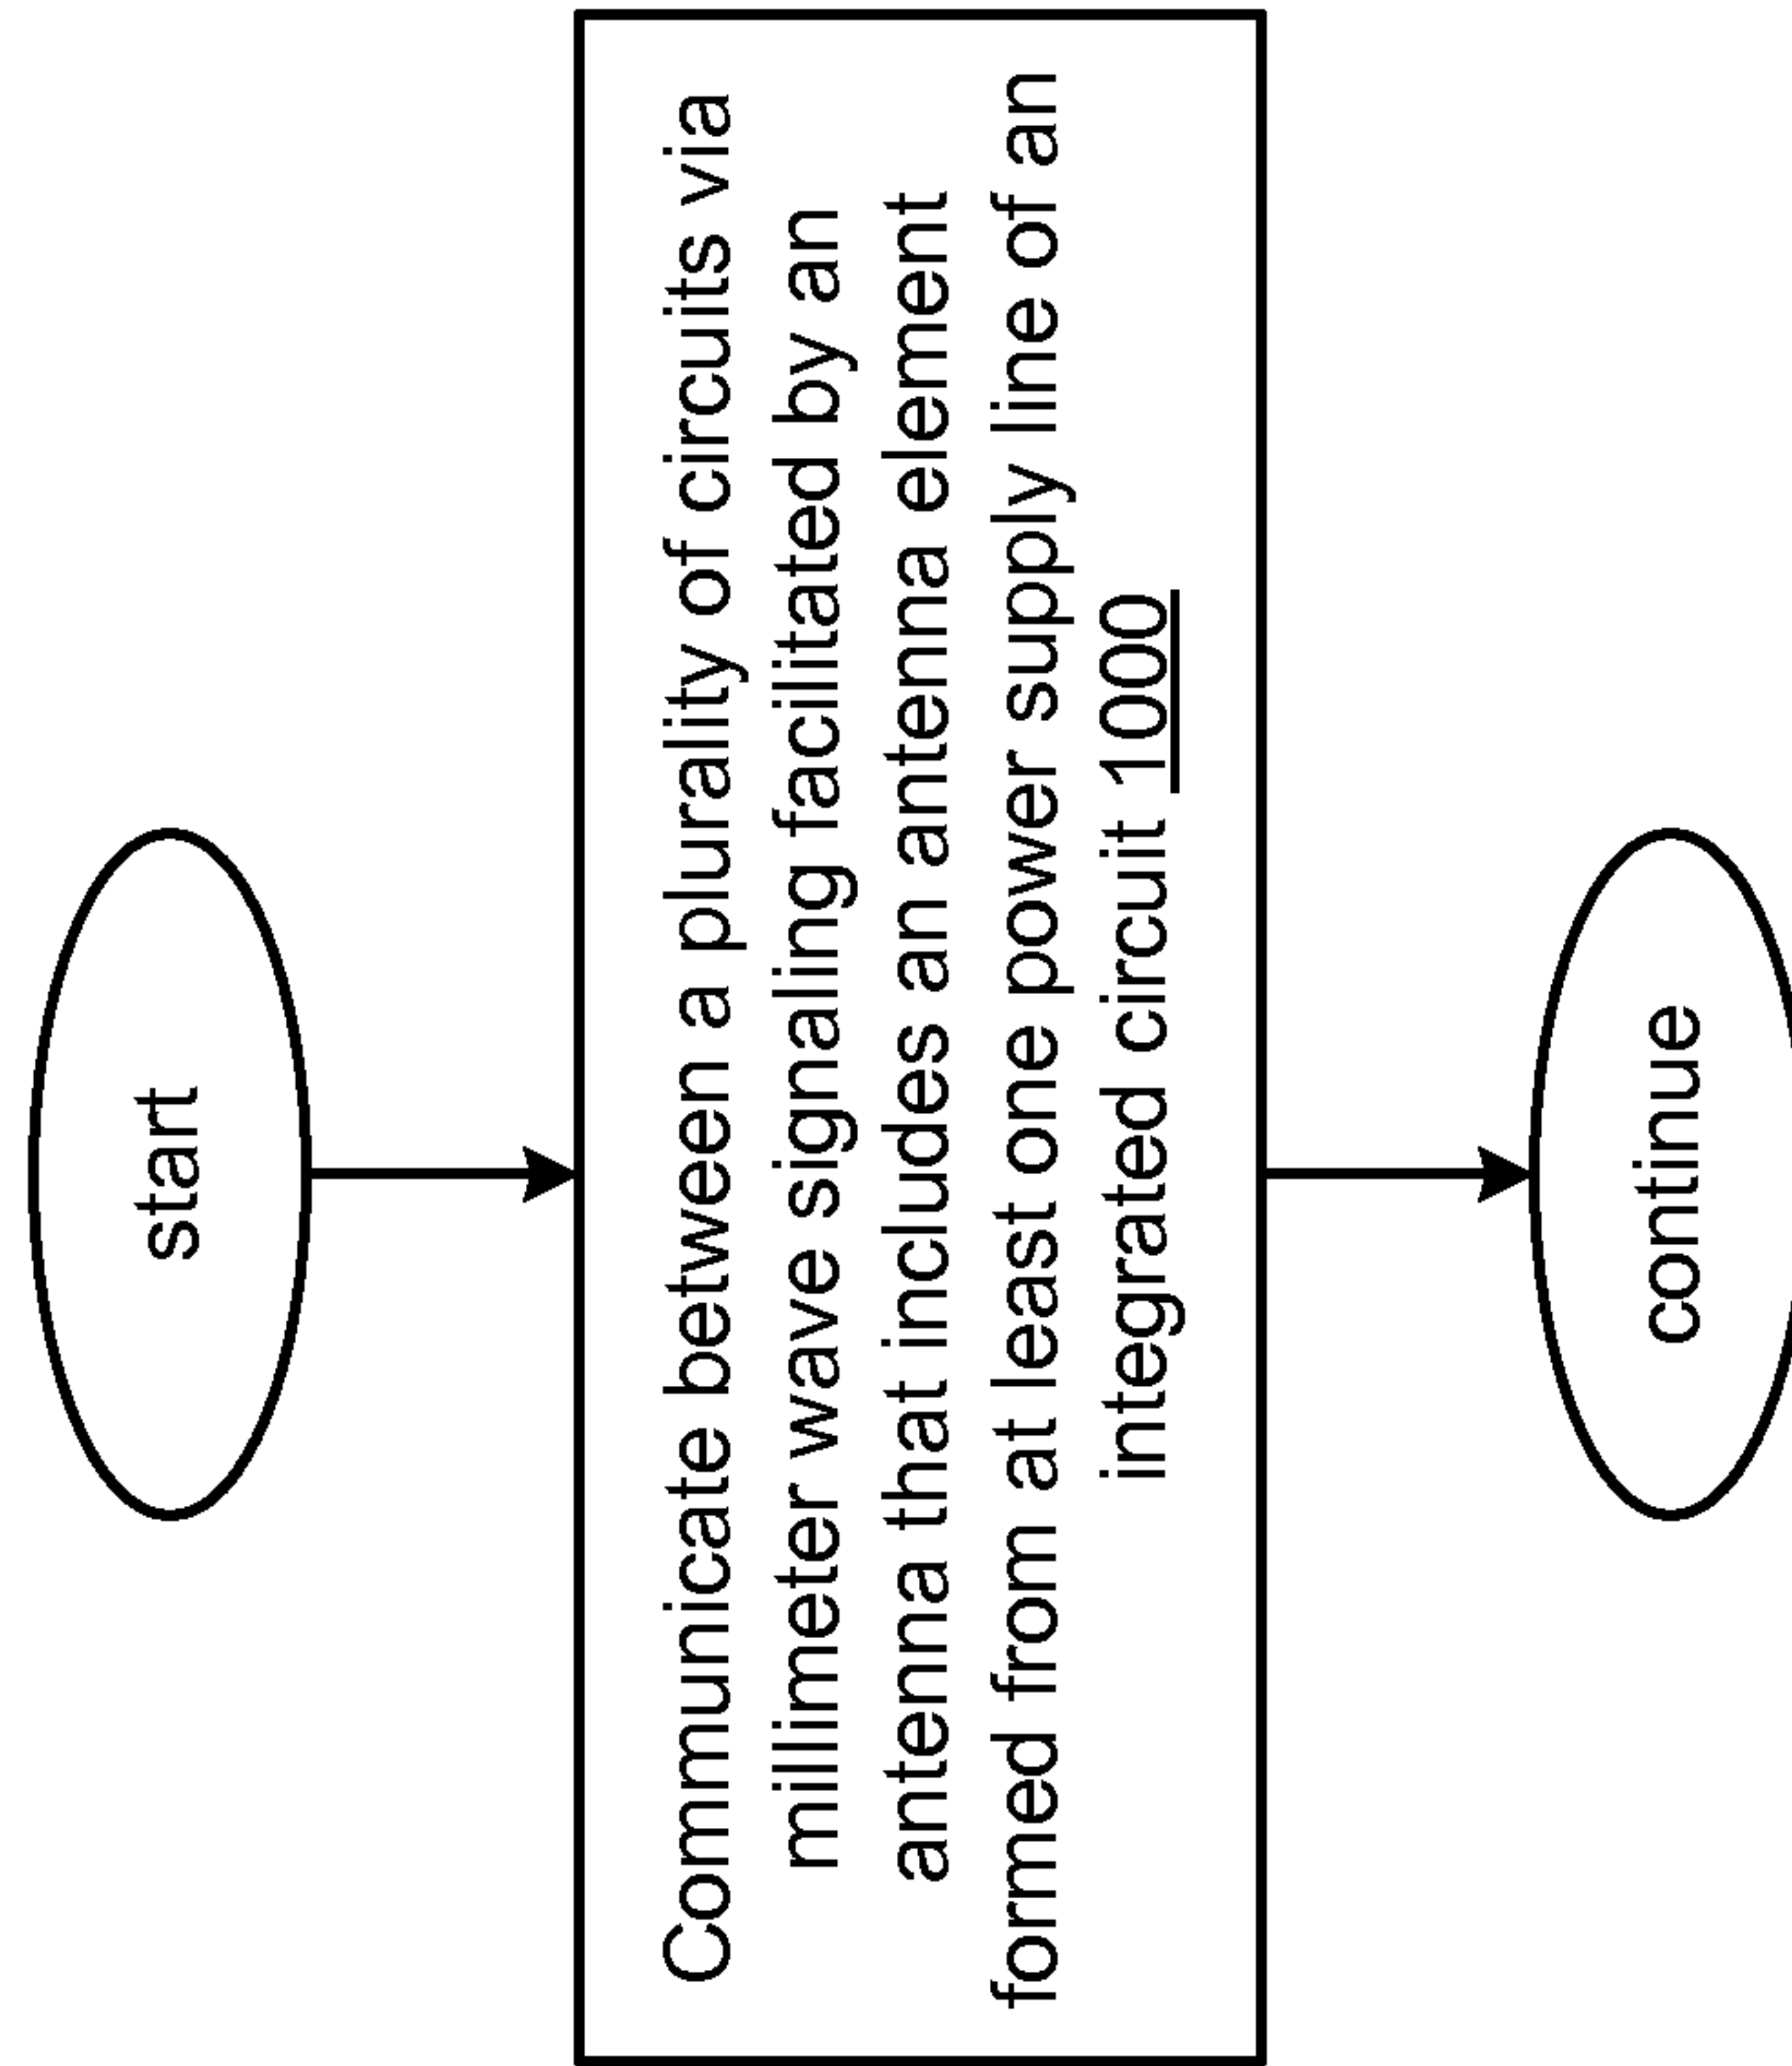 start
Communicate between a plurality of circuits via
millimeter wave signaling facilitated by an
antenna that includes an antenna element
formed from at least one power supply line of an
integrated circuit 1000
continue